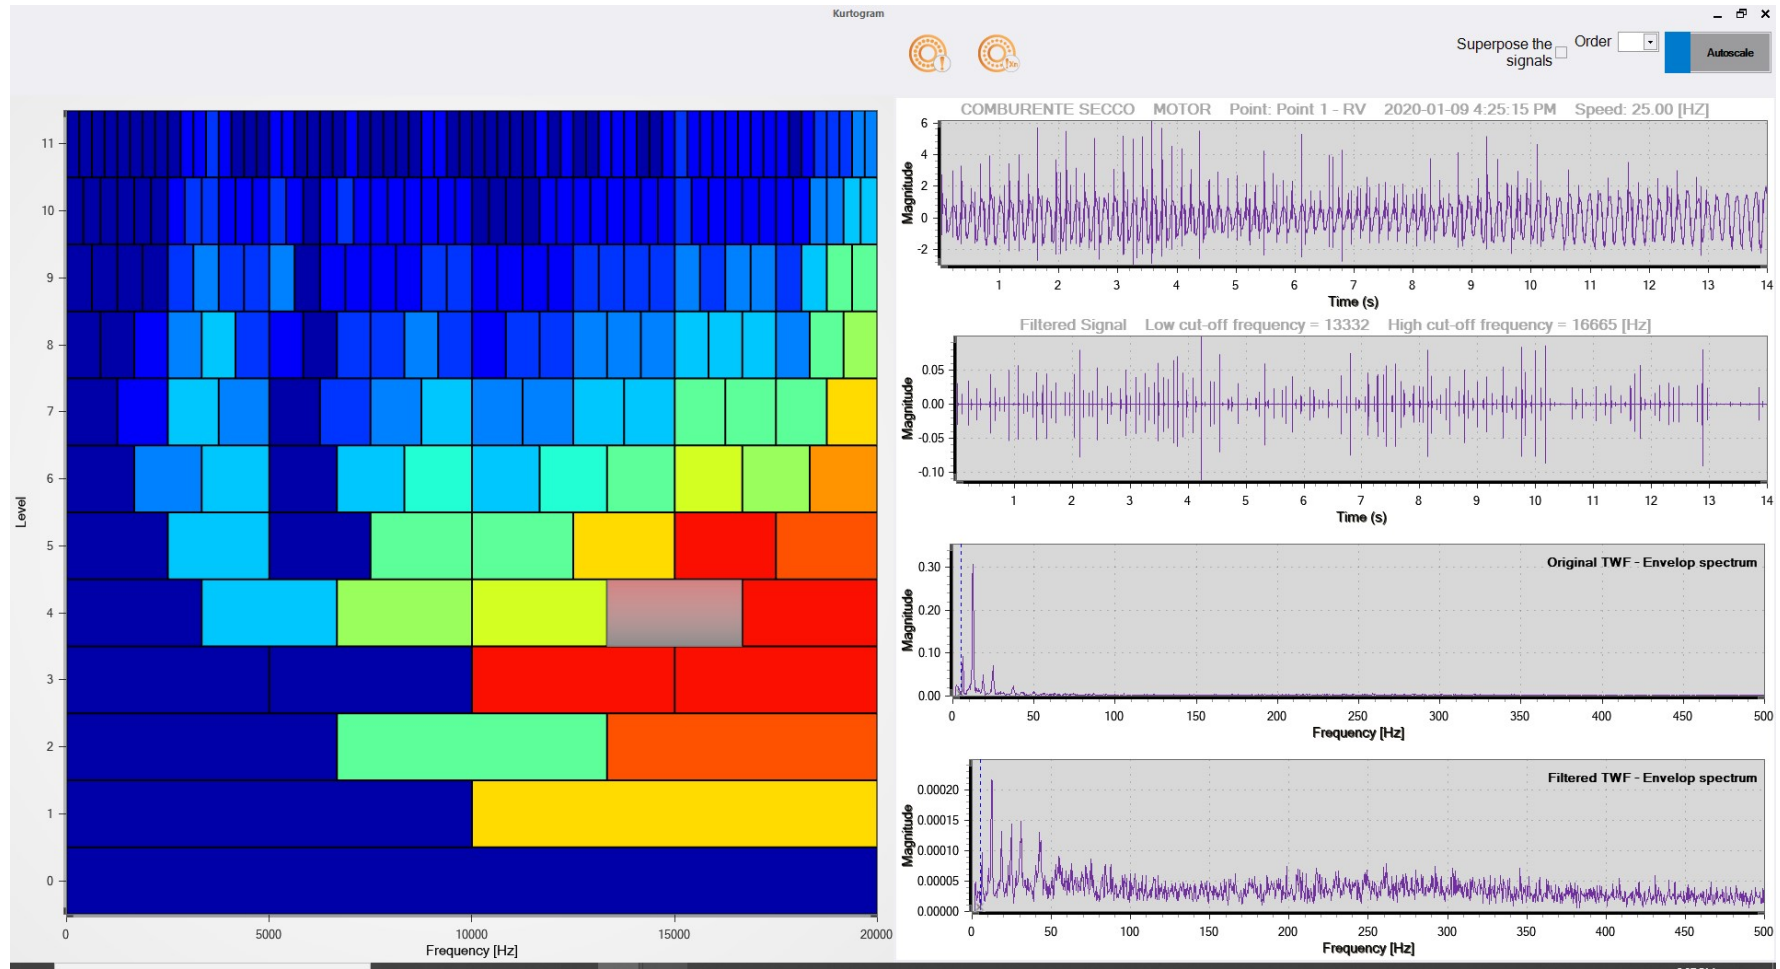 Kurtogram
Superpose the signals
Order
Autoscale
11
10
9
8
7
6
5
4
3
2
1
0
Level
0 5000 10000 15000 20000
Frequency [Hz]
COMBURENTE SECCO MOTOR Point: Point 1 - RV 2020-01-09 4:25:15 PM Speed: 25.00 [HZ]
6
4
2
0
-2
Magnitude
1 2 3 4 5 6 7 8 9 10 11 12 13 14
Time (s)
Filtered Signal Low cut-off frequency = 13332 High cut-off frequency = 16665 [Hz]
0.05
0.00
-0.05
-0.10
Magnitude
1 2 3 4 5 6 7 8 9 10 11 12 13 14
Time (s)
Original TWF - Envelop spectrum
0.30
0.20
0.10
0.00
Magnitude
0 50 100 150 200 250 300 350 400 450 500
Frequency [Hz]
Filtered TWF - Envelop spectrum
0.00020
0.00015
0.00010
0.00005
0.00000
Magnitude
0 50 100 150 200 250 300 350 400 450 500
Frequency [Hz]